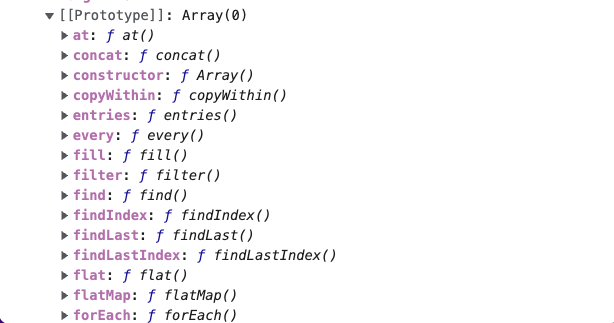 [[Prototype]]: Array(0)
at: ƒ at()
concat: ƒ concat()
constructor: ƒ Array()
copyWithin: ƒ copyWithin()
entries: ƒ entries()
every: ƒ every()
fill: ƒ fill()
filter: ƒ filter()
find: ƒ find()
findIndex: ƒ findIndex()
findLast: ƒ findLast()
findLastIndex: ƒ findLastIndex()
flat: ƒ flat()
flatMap: ƒ flatMap()
forEach: ƒ forEach()